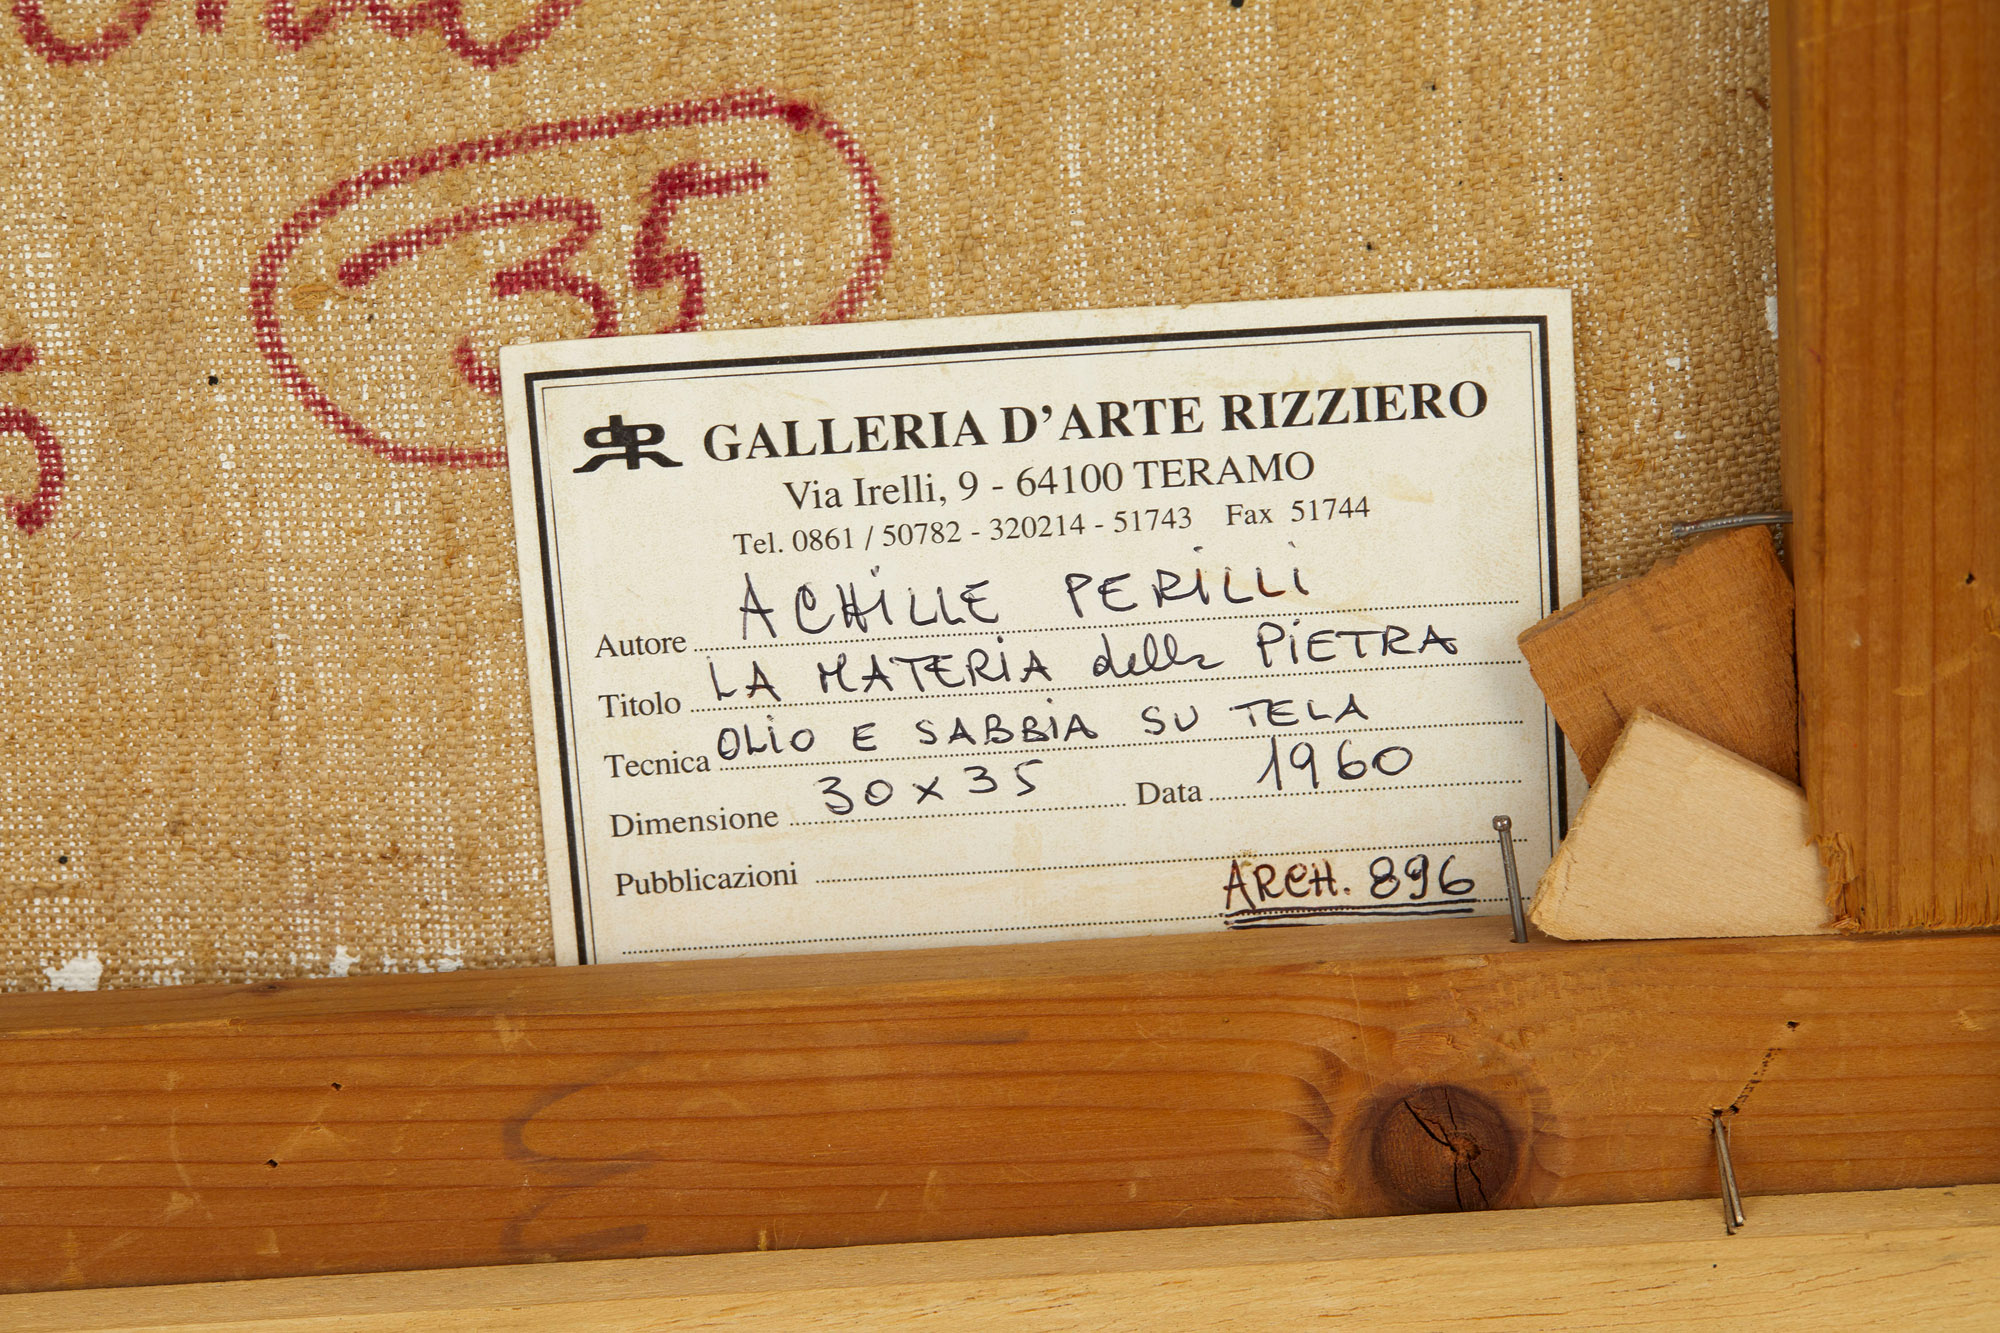 35
GALLERIA D'ARTE RIZZIERO
Via Irelli, 9 - 64100 TERAMO
Tel. 0861 / 50782 - 320214 - 51743 Fax 51744
Autore ACHiLLE PERiLLi
Titolo LA MATERiA della PiETRA
Tecnica OLiO E SABBiA SU TELA
Dimensione 30 x 35 Data 1960
Pubblicazioni
ARCH. 896